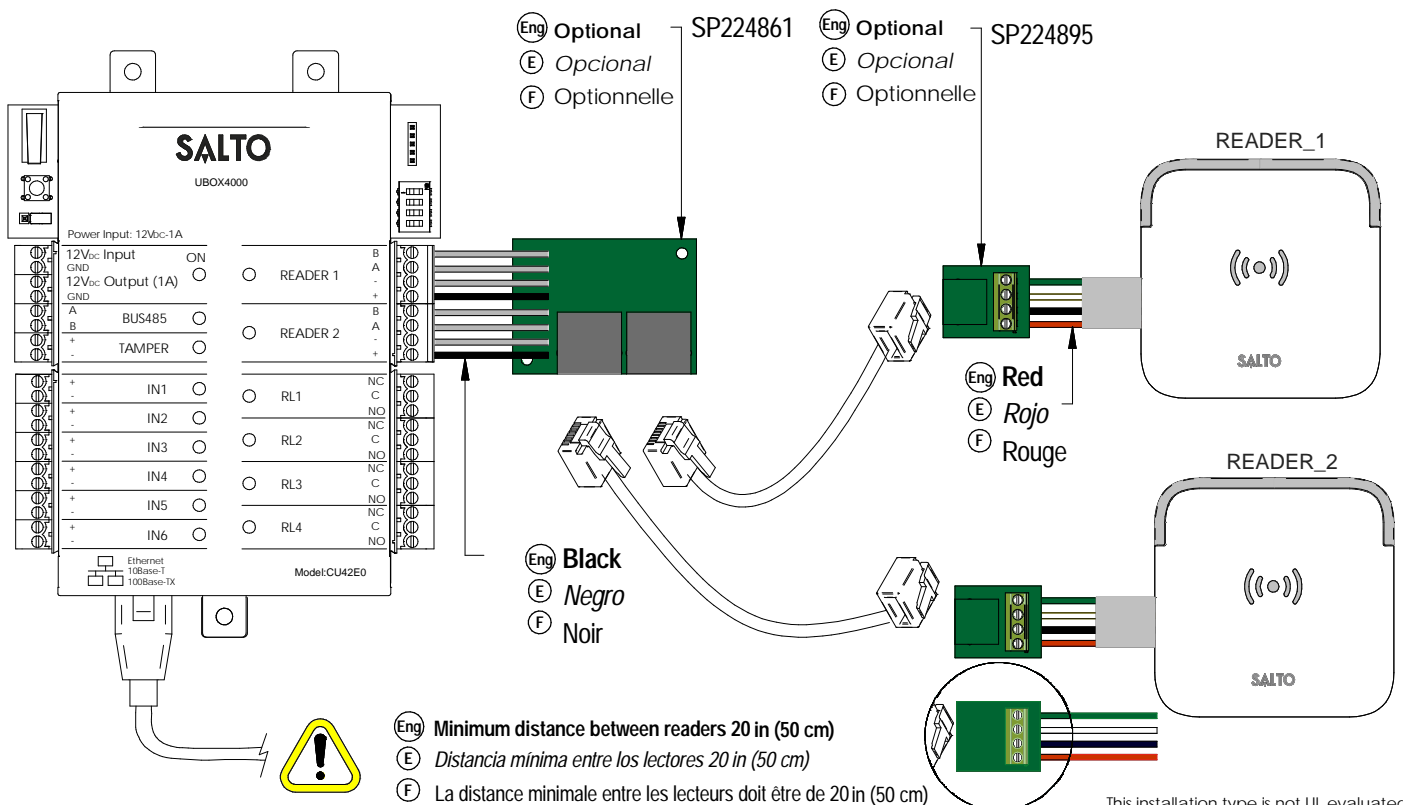 Eng Optional
E Opcional
F Optionnelle
SP224861
Eng Optional
E Opcional
F Optionnelle
SP224895
SALTO
UBOX4000
Power Input: 12VDC-1A
12VDC Input
ON
GND
12VDC Output (1A)
GND
A
BUS485
B
+
TAMPER
-
+
IN1
-
+
IN2
-
+
IN3
-
+
IN4
-
+
IN5
-
+
IN6
-
B
READER 1
A
-
+
B
READER 2
A
-
+
NC
RL1
C
NO
NC
RL2
C
NO
NC
RL3
C
NO
NC
RL4
C
NO
Ethernet
10Base-T
100Base-TX
Model:CU42E0
READER_1
SALTO
Eng Red
E Rojo
F Rouge
READER_2
SALTO
Eng Black
E Negro
F Noir
Eng Minimum distance between readers 20 in (50 cm)
E Distancia mínima entre los lectores 20 in (50 cm)
F La distance minimale entre les lecteurs doit être de 20 in (50 cm)
This installation type is not UL evaluated